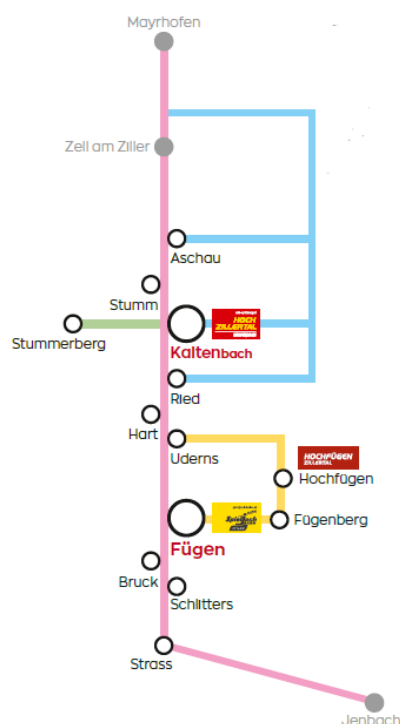 Mayrhofen
Zell am Ziller
Aschau
Stumm
HOCH
ZILLERTAL
Stummerberg
Kaltenbach
Ried
Hart
Uderns
HOCHFÜGEN
ZILLERTAL
Hochfügen
Spieljoch
Fügenberg
Fügen
Bruck
Schlitters
Strass
Jenbach